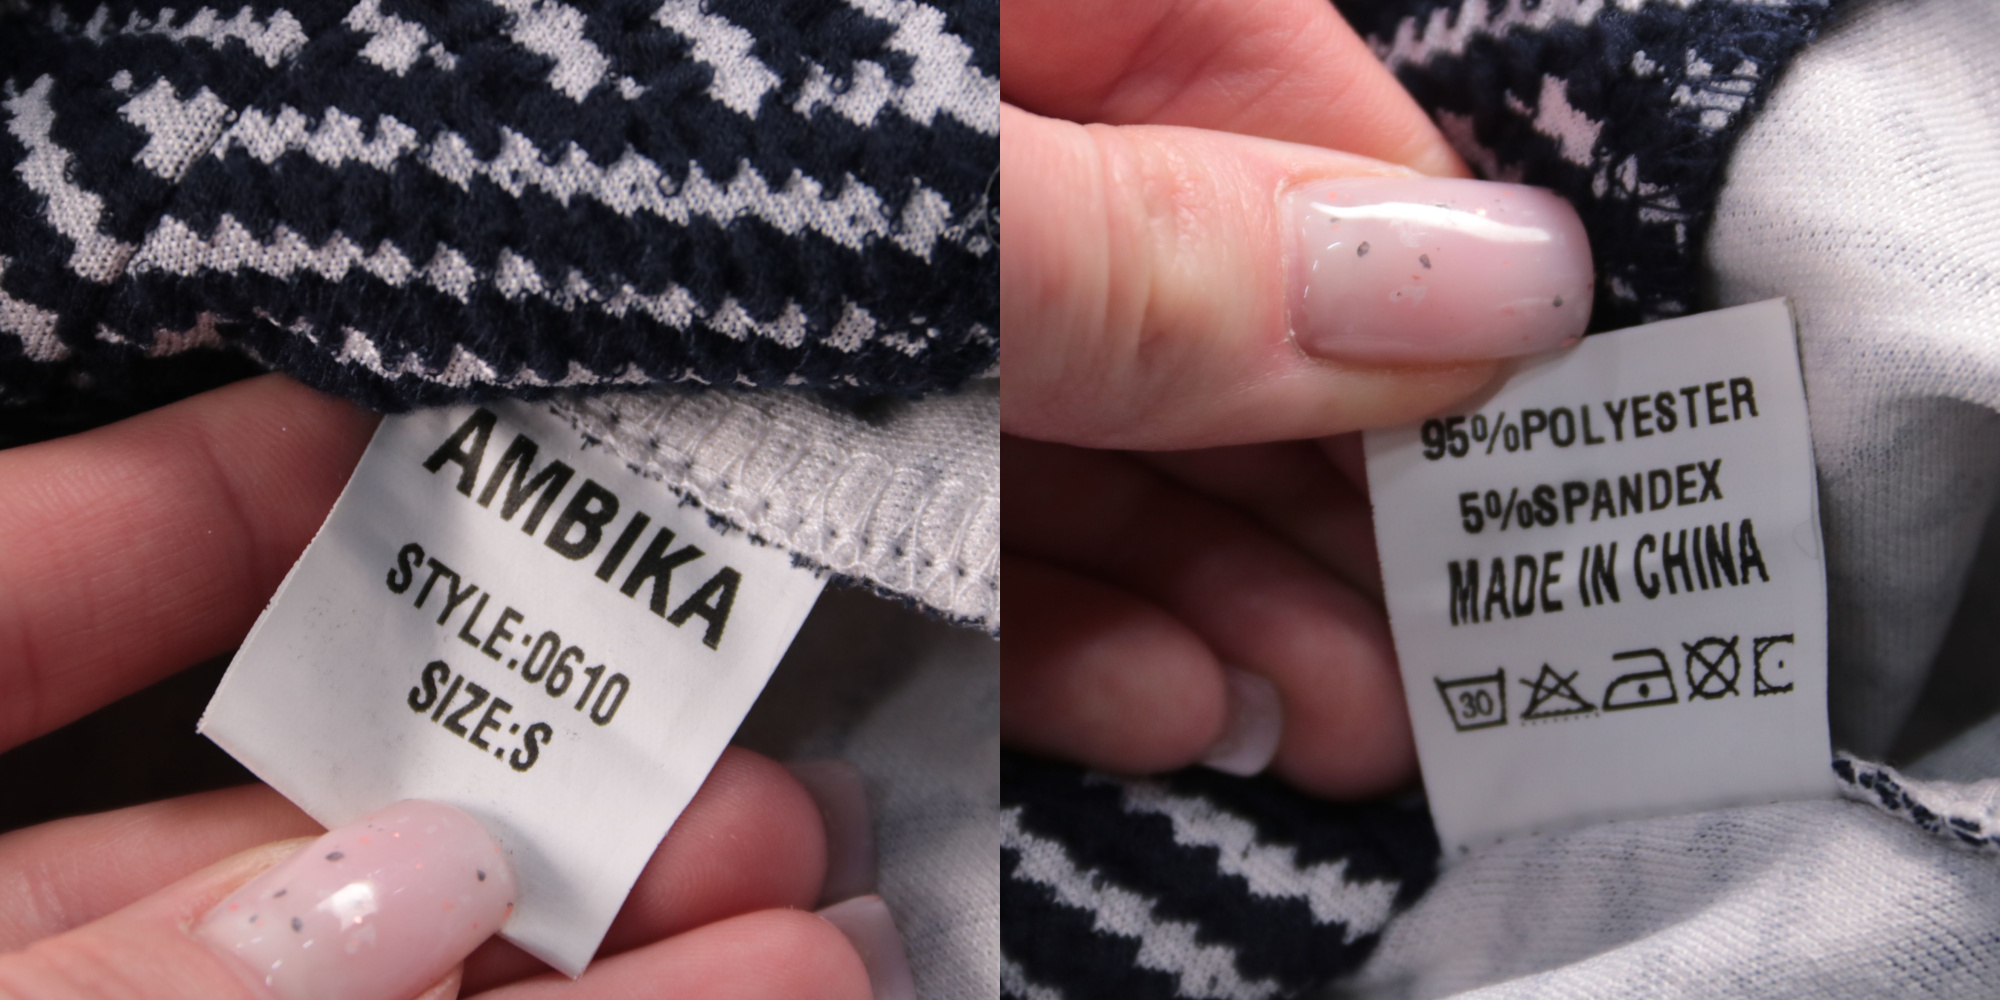 AMBIKA
STYLE:0610
SIZE:S
95%POLYESTER
5%SPANDEX
MADE IN CHINA
30